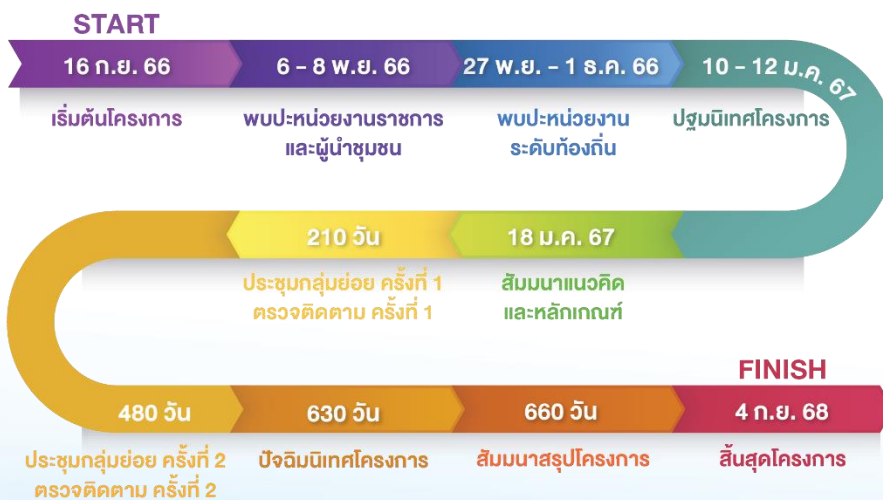 START
16 ก.ย. 66
6 - 8 พ.ย. 66
27 พ.ย. - 1 ธ.ค. 66
10 - 12 ม.ค. 67
เริ่มต้นโครงการ
พบปะหน่วยงานราชการ
และผู้นำชุมชน
พบปะหน่วยงาน
ระดับท้องถิ่น
ปฐมนิเทศโครงการ
18 ม.ค. 67
สัมมนาแนวคิด
และหลักเกณฑ์
210 วัน
ประชุมกลุ่มย่อย ครั้งที่ 1
ตรวจติดตาม ครั้งที่ 1
480 วัน
ประชุมกลุ่มย่อย ครั้งที่ 2
ตรวจติดตาม ครั้งที่ 2
630 วัน
ปัจฉิมนิเทศโครงการ
660 วัน
สัมมนาสรุปโครงการ
FINISH
4 ก.ย. 68
สิ้นสุดโครงการ